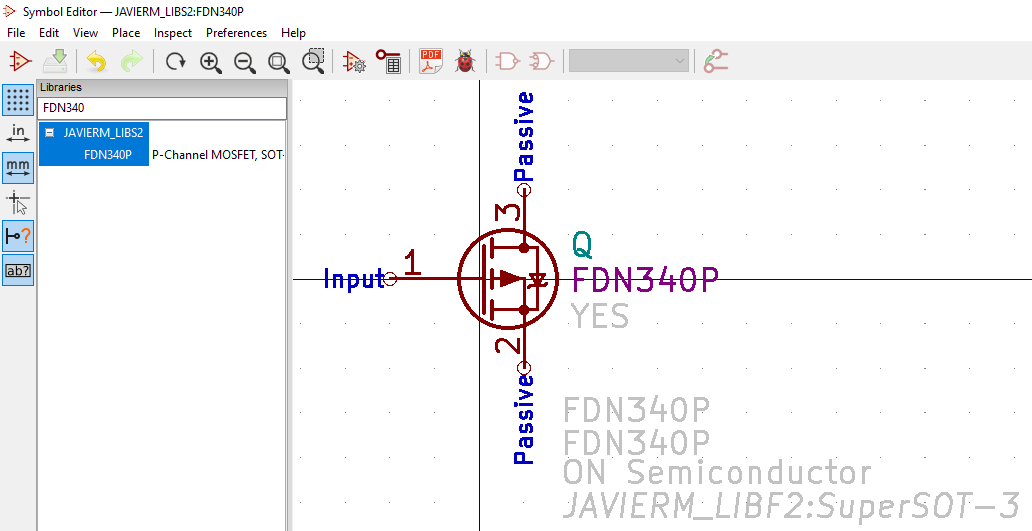 Symbol Editor — JAVIERM_LIBS2:FDN340P
File Edit View Place Inspect Preferences Help
PDF
Libraries
in
FDN340
JAVIERM_LIBS2
FDN340P P-Channel MOSFET, SOT-
mm
ab?
Passive
3
Input
1
2
Passive
Q
FDN340P
YES
FDN340P
FDN340P
ON Semiconductor
JAVIERM_LIBF2:SuperSOT-3